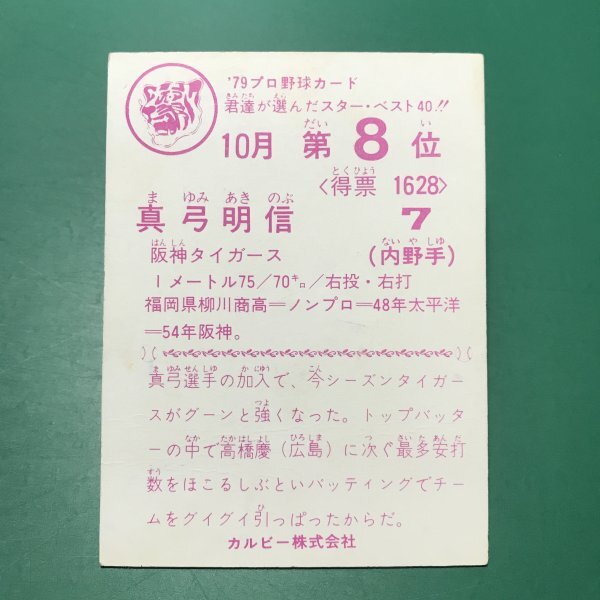 '79プロ野球カード
君達が選んだスター・ベスト40.!!
10月 第8位
〈得票 1628〉
真弓明信 7
阪神タイガース (内野手)
1メートル75/70㌔/右投・右打
福岡県柳川商高＝ノンプロ＝48年太平洋
＝54年阪神。
真弓選手の加入で、今シーズンタイガー
スがグーンと強くなった。トップバッタ
ーの中で高橋慶（広島）に次ぐ最多安打
数をほこるしぶといバッティングでチー
ムをグイグイ引っぱったからだ。
カルビー株式会社